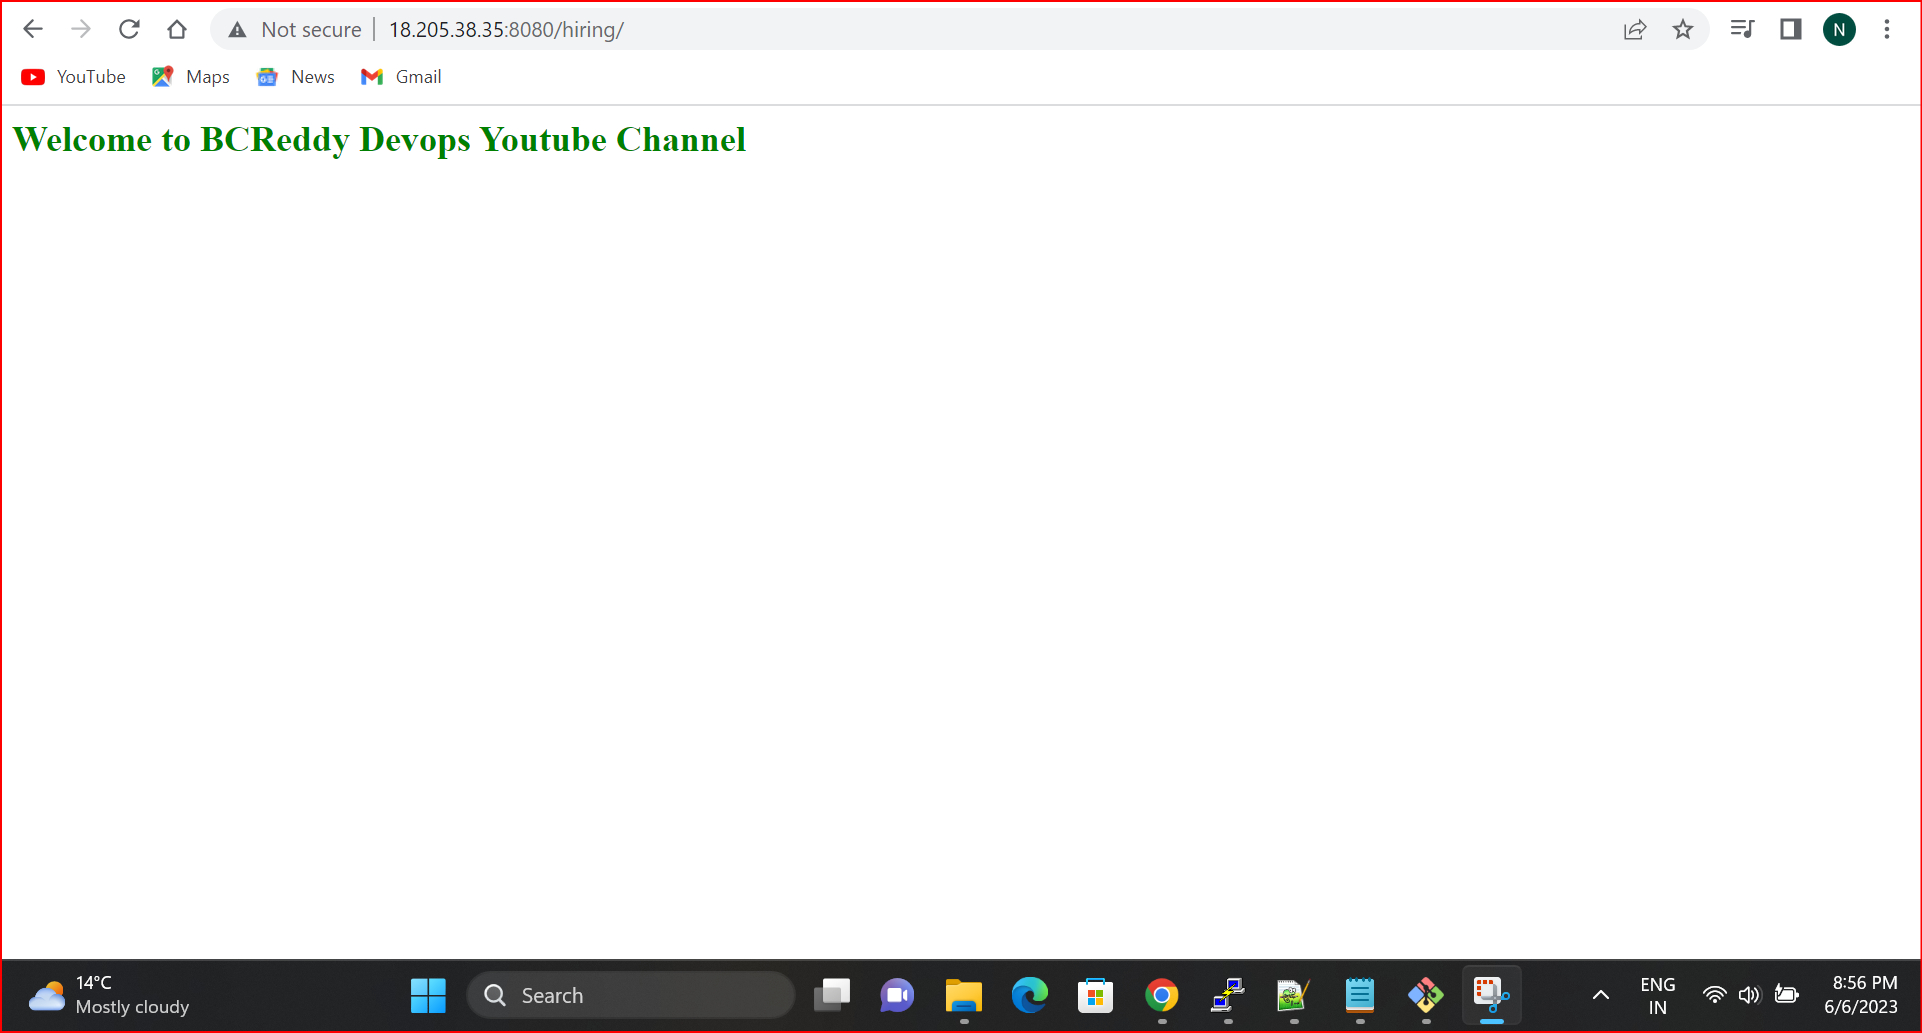 Not secure 18.205.38.35:8080/hiring/ N
YouTube Maps News Gmail
Welcome to BCReddy Devops Youtube Channel
14°C
Mostly cloudy
Search
ENG
IN
8:56 PM
6/6/2023